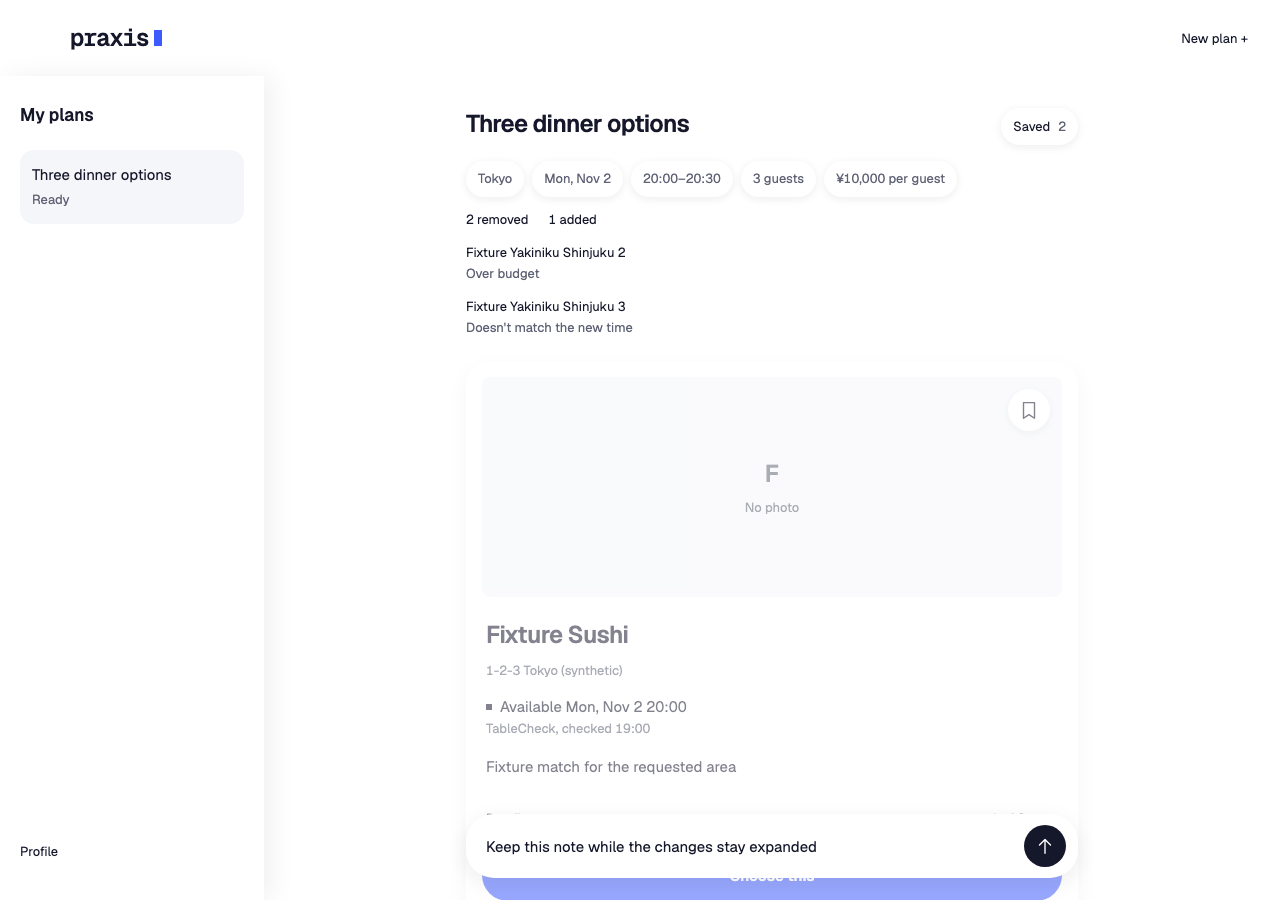 praxis
New plan +
My plans
Three dinner options
Ready
Profile
Three dinner options
Saved 2
Tokyo
Mon, Nov 2
20:00–20:30
3 guests
¥10,000 per guest
2 removed 1 added
Fixture Yakiniku Shinjuku 2
Over budget
Fixture Yakiniku Shinjuku 3
Doesn't match the new time
F
No photo
Fixture Sushi
1-2-3 Tokyo (synthetic)
Available Mon, Nov 2 20:00
TableCheck, checked 19:00
Fixture match for the requested area
Keep this note while the changes stay expanded